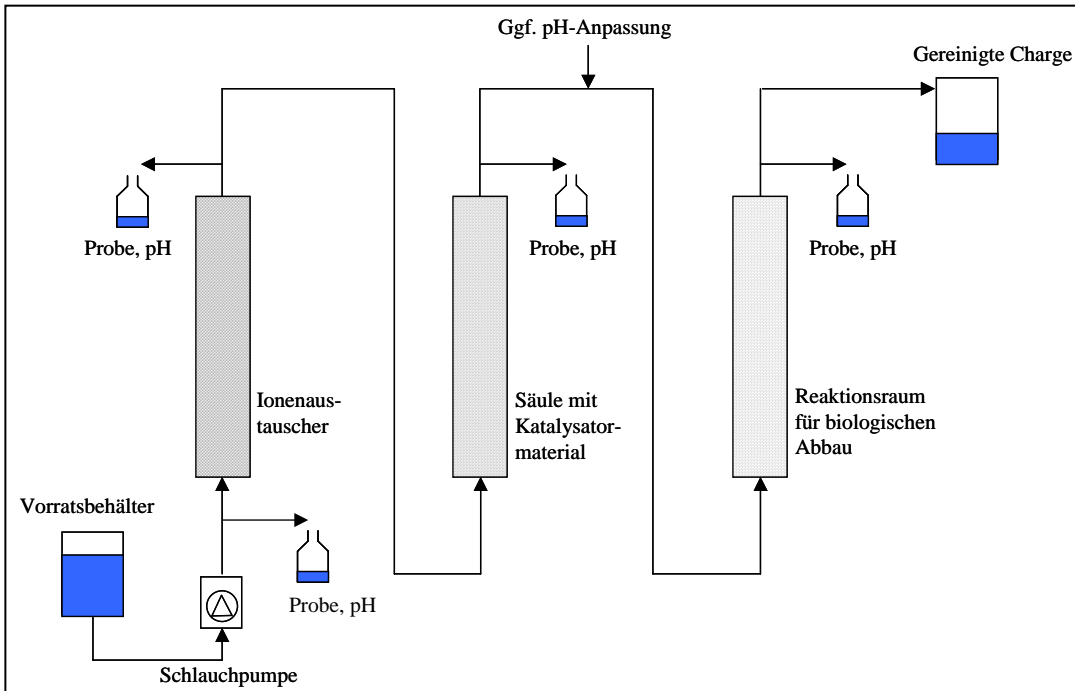 Ggf. pH-Anpassung
Gereinigte Charge
Probe, pH
Probe, pH
Probe, pH
Ionenaus-
tauscher
Säule mit
Katalysator-
material
Reaktionsraum
für biologischen
Abbau
Vorratsbehälter
Probe, pH
Schlauchpumpe